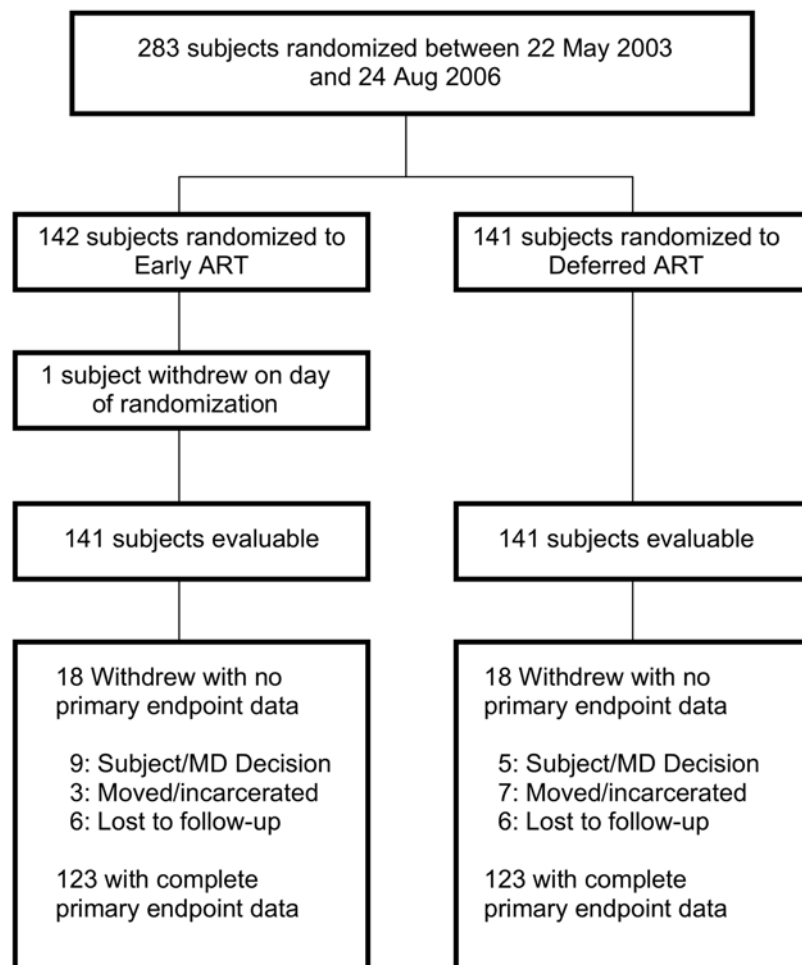 283 subjects randomized between 22 May 2003
and 24 Aug 2006
142 subjects randomized to
Early ART
141 subjects randomized to
Deferred ART
1 subject withdrew on day
of randomization
141 subjects evaluable
141 subjects evaluable
18 Withdrew with no
primary endpoint data
9: Subject/MD Decision
3: Moved/incarcerated
6: Lost to follow-up
123 with complete
primary endpoint data
18 Withdrew with no
primary endpoint data
5: Subject/MD Decision
7: Moved/incarcerated
6: Lost to follow-up
123 with complete
primary endpoint data